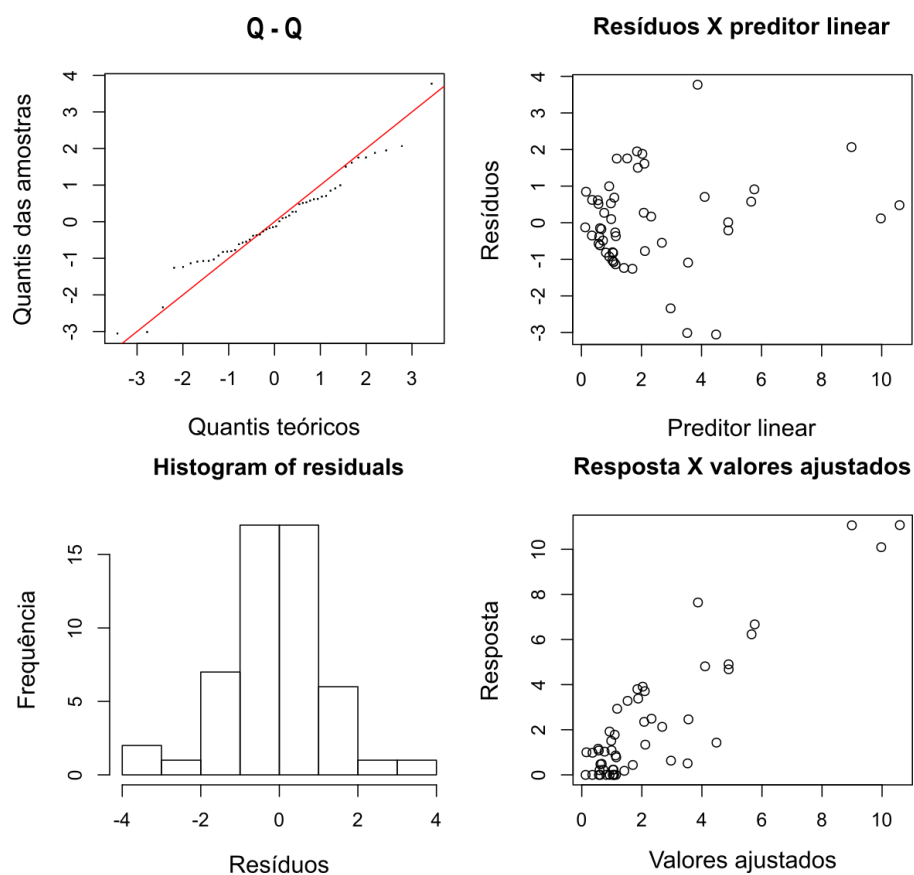 Q - Q
Quantis das amostras
4
3
2
1
0
-1
-2
-3
-3 -2 -1 0 1 2 3
Quantis teóricos
Resíduos X preditor linear
Resíduos
4
3
2
1
0
-1
-2
-3
0 2 4 6 8 10
Preditor linear
Histogram of residuals
Frequência
15
10
5
0
-4 -2 0 2 4
Resíduos
Resposta X valores ajustados
Resposta
10
8
6
4
2
0
0 2 4 6 8 10
Valores ajustados